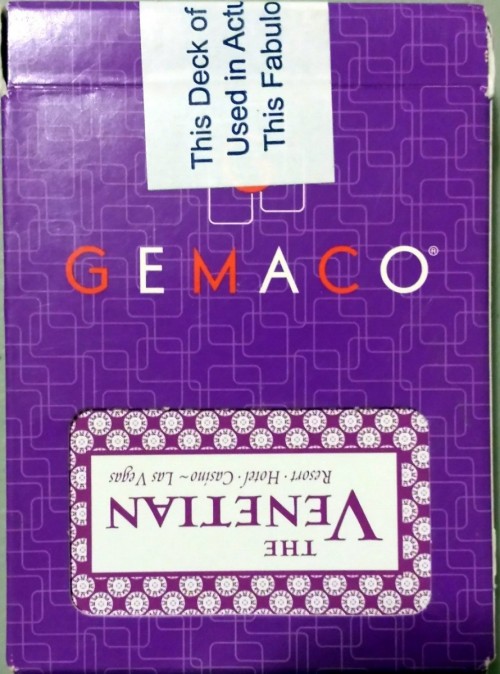 This Deck of
Used in Actu
This Fabulo
GEMACO®
THE
VENETIAN
Resort · Hotel · Casino ~ Las Vegas